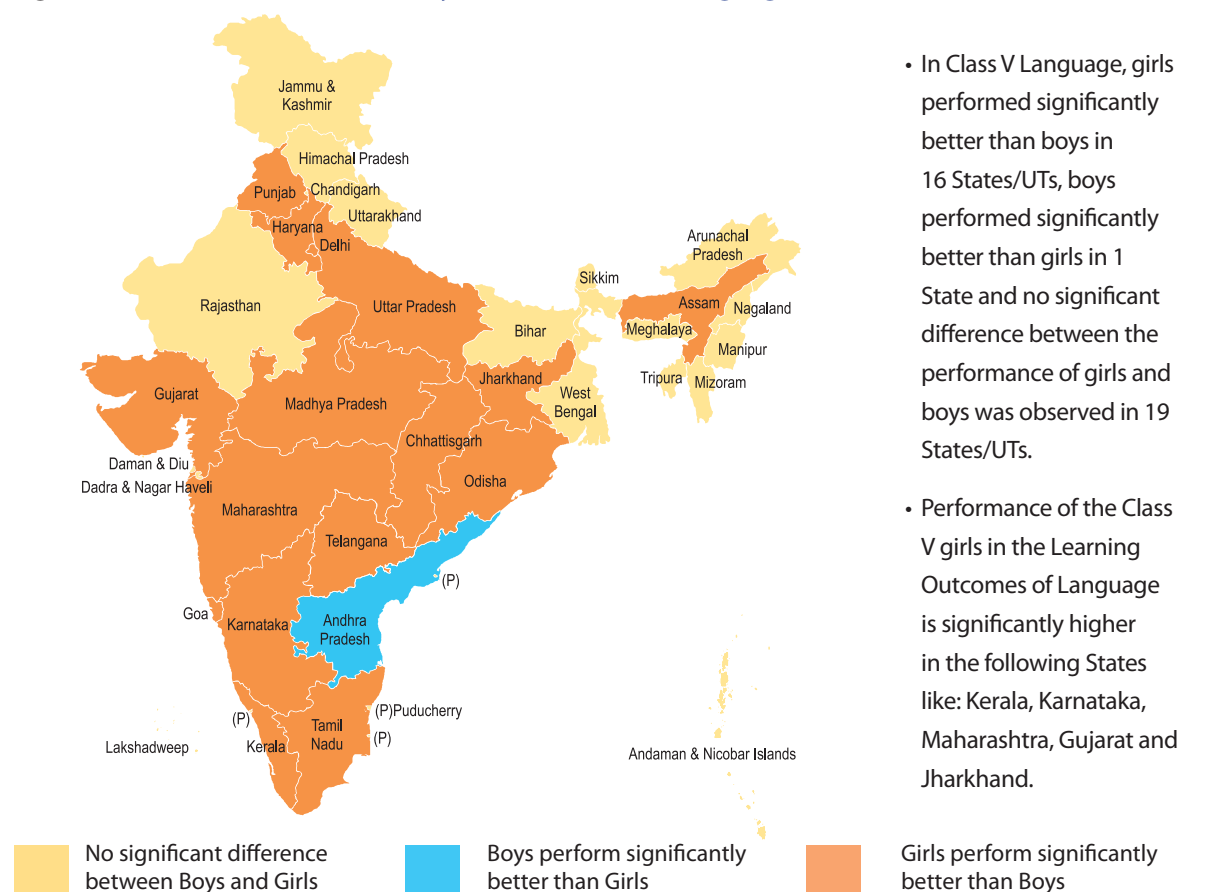 Jammu &
Kashmir
Himachal Pradesh
Punjab
Chandigarh
Uttarakhand
Haryana
Delhi
Arunachal
Pradesh
Sikkim
Rajasthan
Uttar Pradesh
Assam
Nagaland
Bihar
Meghalaya
Manipur
Jharkhand
Tripura
Mizoram
Gujarat
West
Bengal
Madhya Pradesh
Chhattisgarh
Daman & Diu
Dadra & Nagar Haveli
Odisha
Maharashtra
Telangana
(P)
Goa
Karnataka
Andhra
Pradesh
(P)
(P)Puducherry
Tamil
Nadu
(P)
Lakshadweep
Kerala
Andaman & Nicobar Islands
• In Class V Language, girls
performed significantly
better than boys in
16 States/UTs, boys
performed significantly
better than girls in 1
State and no significant
difference between the
performance of girls and
boys was observed in 19
States/UTs.
• Performance of the Class
V girls in the Learning
Outcomes of Language
is significantly higher
in the following States
like: Kerala, Karnataka,
Maharashtra, Gujarat and
Jharkhand.
No significant difference
between Boys and Girls
Boys perform significantly
better than Girls
Girls perform significantly
better than Boys